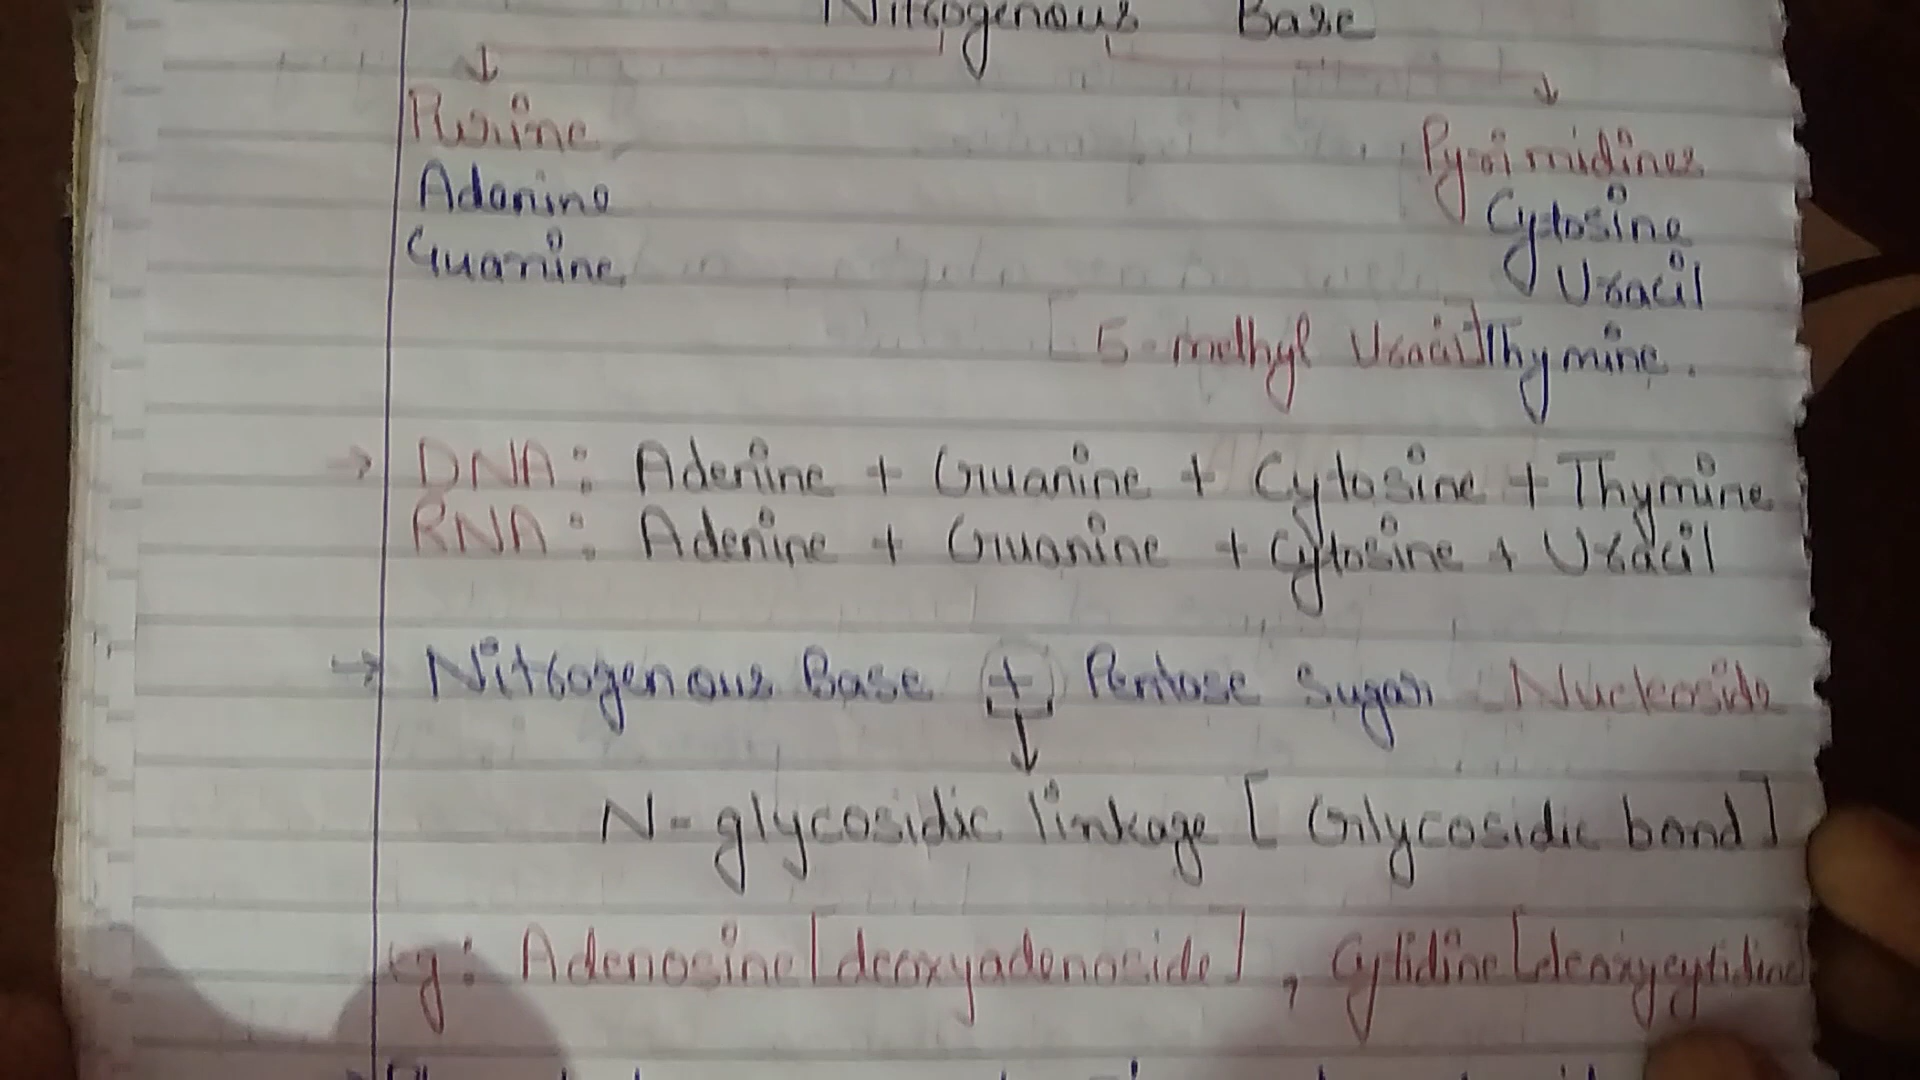 Nitrogenous Base
Purine
Pyrimidines
Adenine
Cytosine
Guanine
Uracil
[5-methyl Uracil] Thymine.
→ DNA: Adenine + Guanine + Cytosine + Thymine
RNA: Adenine + Guanine + Cytosine + Uracil
→ Nitrogenous Base + Pentose Sugar Nucleoside
N-glycosidic linkage [Glycosidic bond]
eg: Adenosine [deoxyadenoside], Cytidine [deoxycytidine]